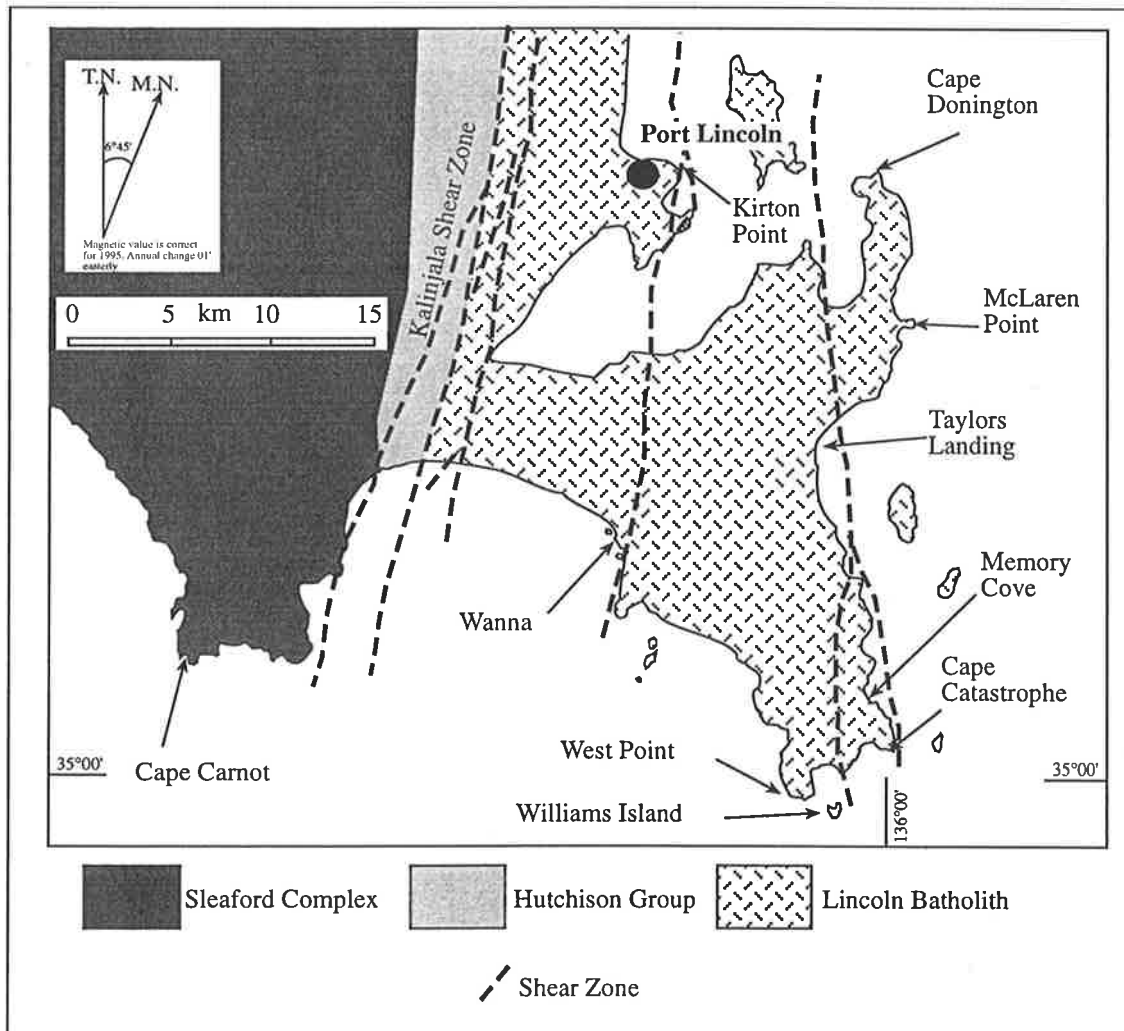 T.N. M.N.
6°45'
Magnetic value is correct
for 1995. Annual change 01'
easterly
0 5 km 10 15
Kalinjala Shear Zone
Port Lincoln
Kirton
Point
Cape
Donington
McLaren
Point
Taylors
Landing
Memory
Cove
Cape
Catastrophe
Wanna
West Point
Williams Island
Cape Carnot
35°00'
35°00'
136°00'
Sleaford Complex
Hutchison Group
Lincoln Batholith
Shear Zone